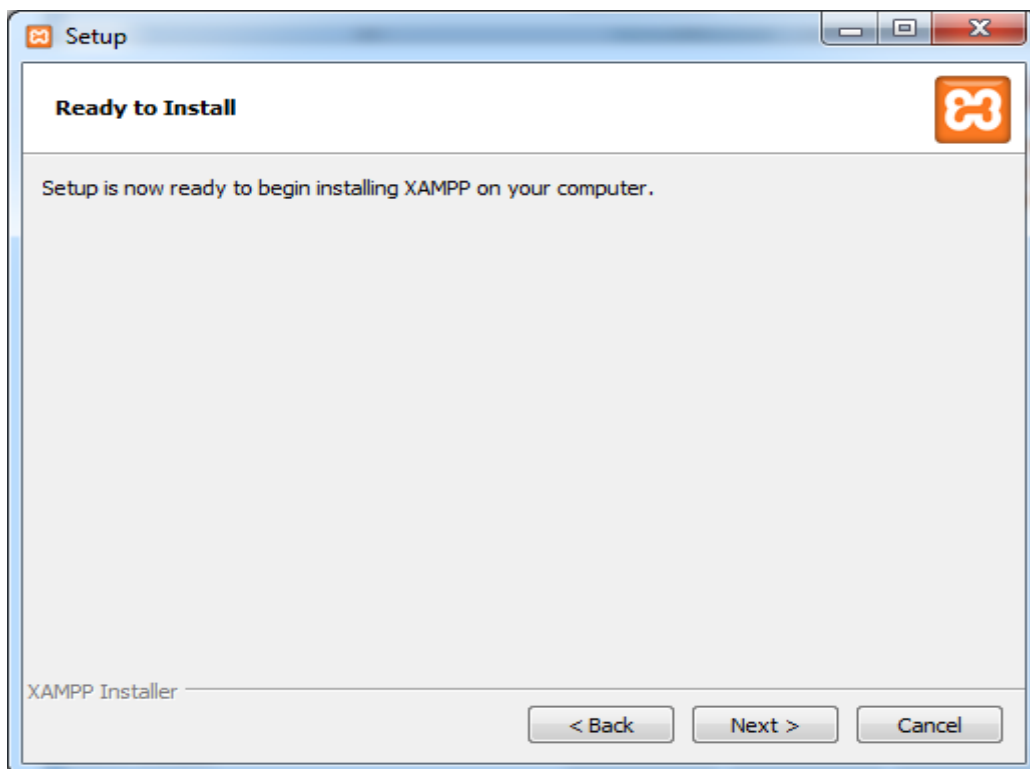 Setup
Ready to Install
Setup is now ready to begin installing XAMPP on your computer.
XAMPP Installer
< Back Next > Cancel